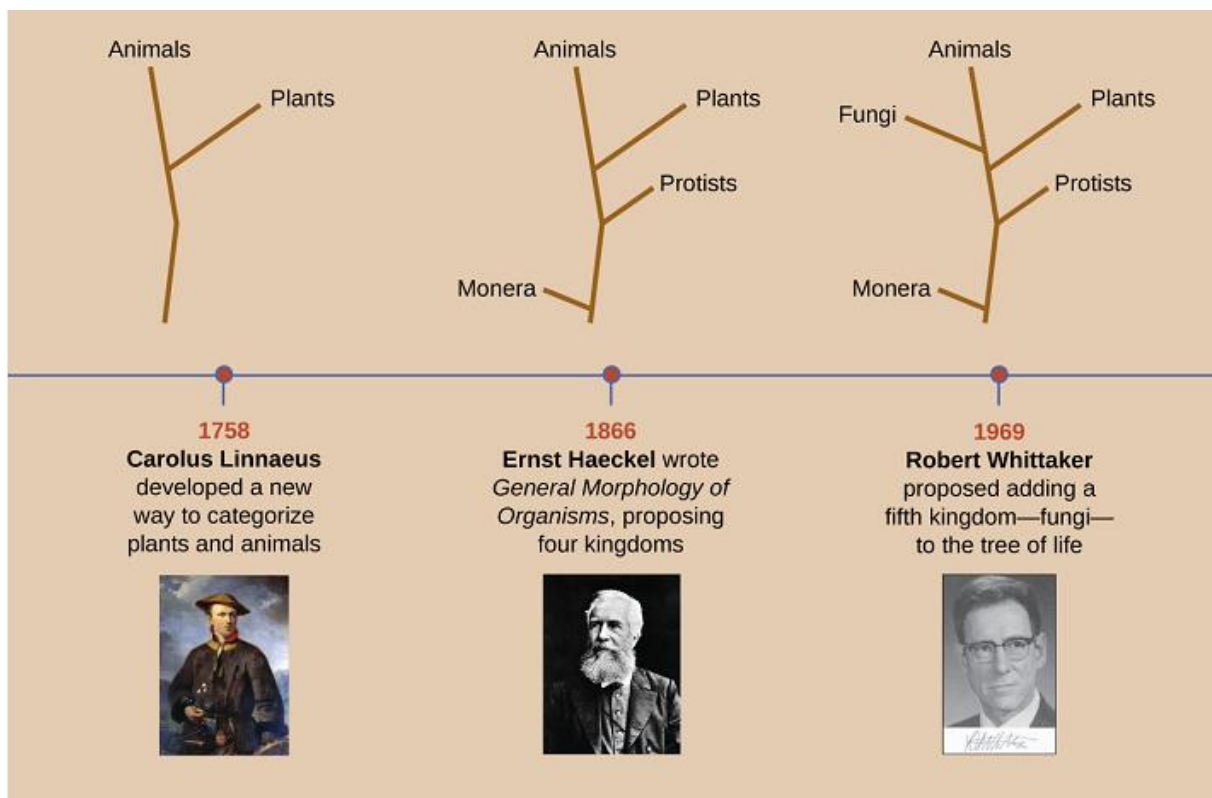 Animals
Plants
Animals
Plants
Protists
Monera
Animals
Fungi
Plants
Protists
Monera
1758
Carolus Linnaeus
developed a new
way to categorize
plants and animals
1866
Ernst Haeckel wrote
General Morphology of
Organisms, proposing
four kingdoms
1969
Robert Whittaker
proposed adding a
fifth kingdom—fungi—
to the tree of life